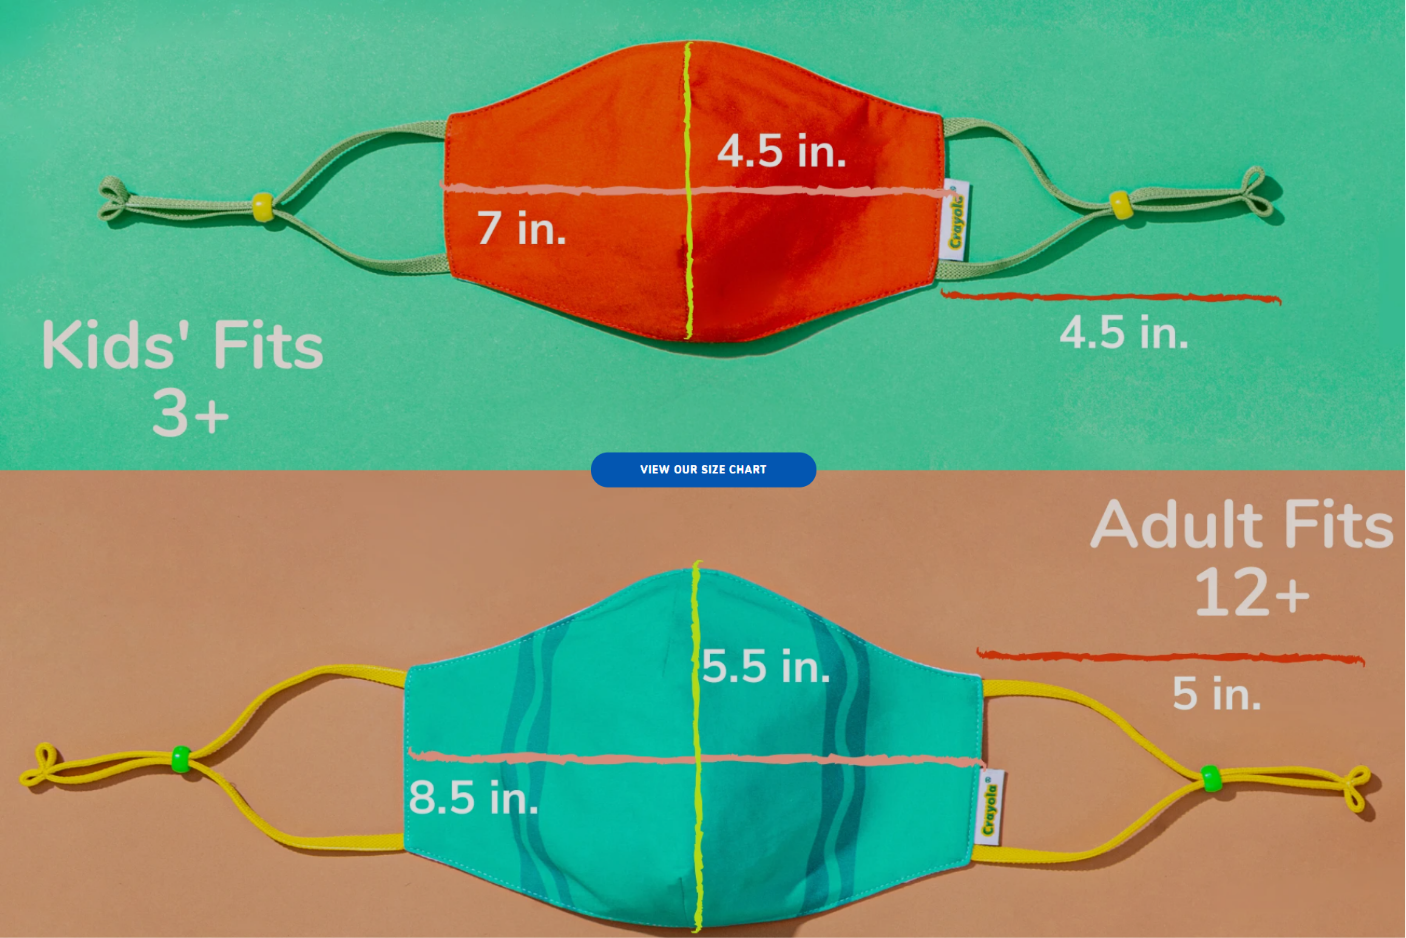 4.5 in.
7 in.
Crayola®
4.5 in.
Kids' Fits
3+
VIEW OUR SIZE CHART
Adult Fits
12+
5.5 in.
5 in.
8.5 in.
Crayola®